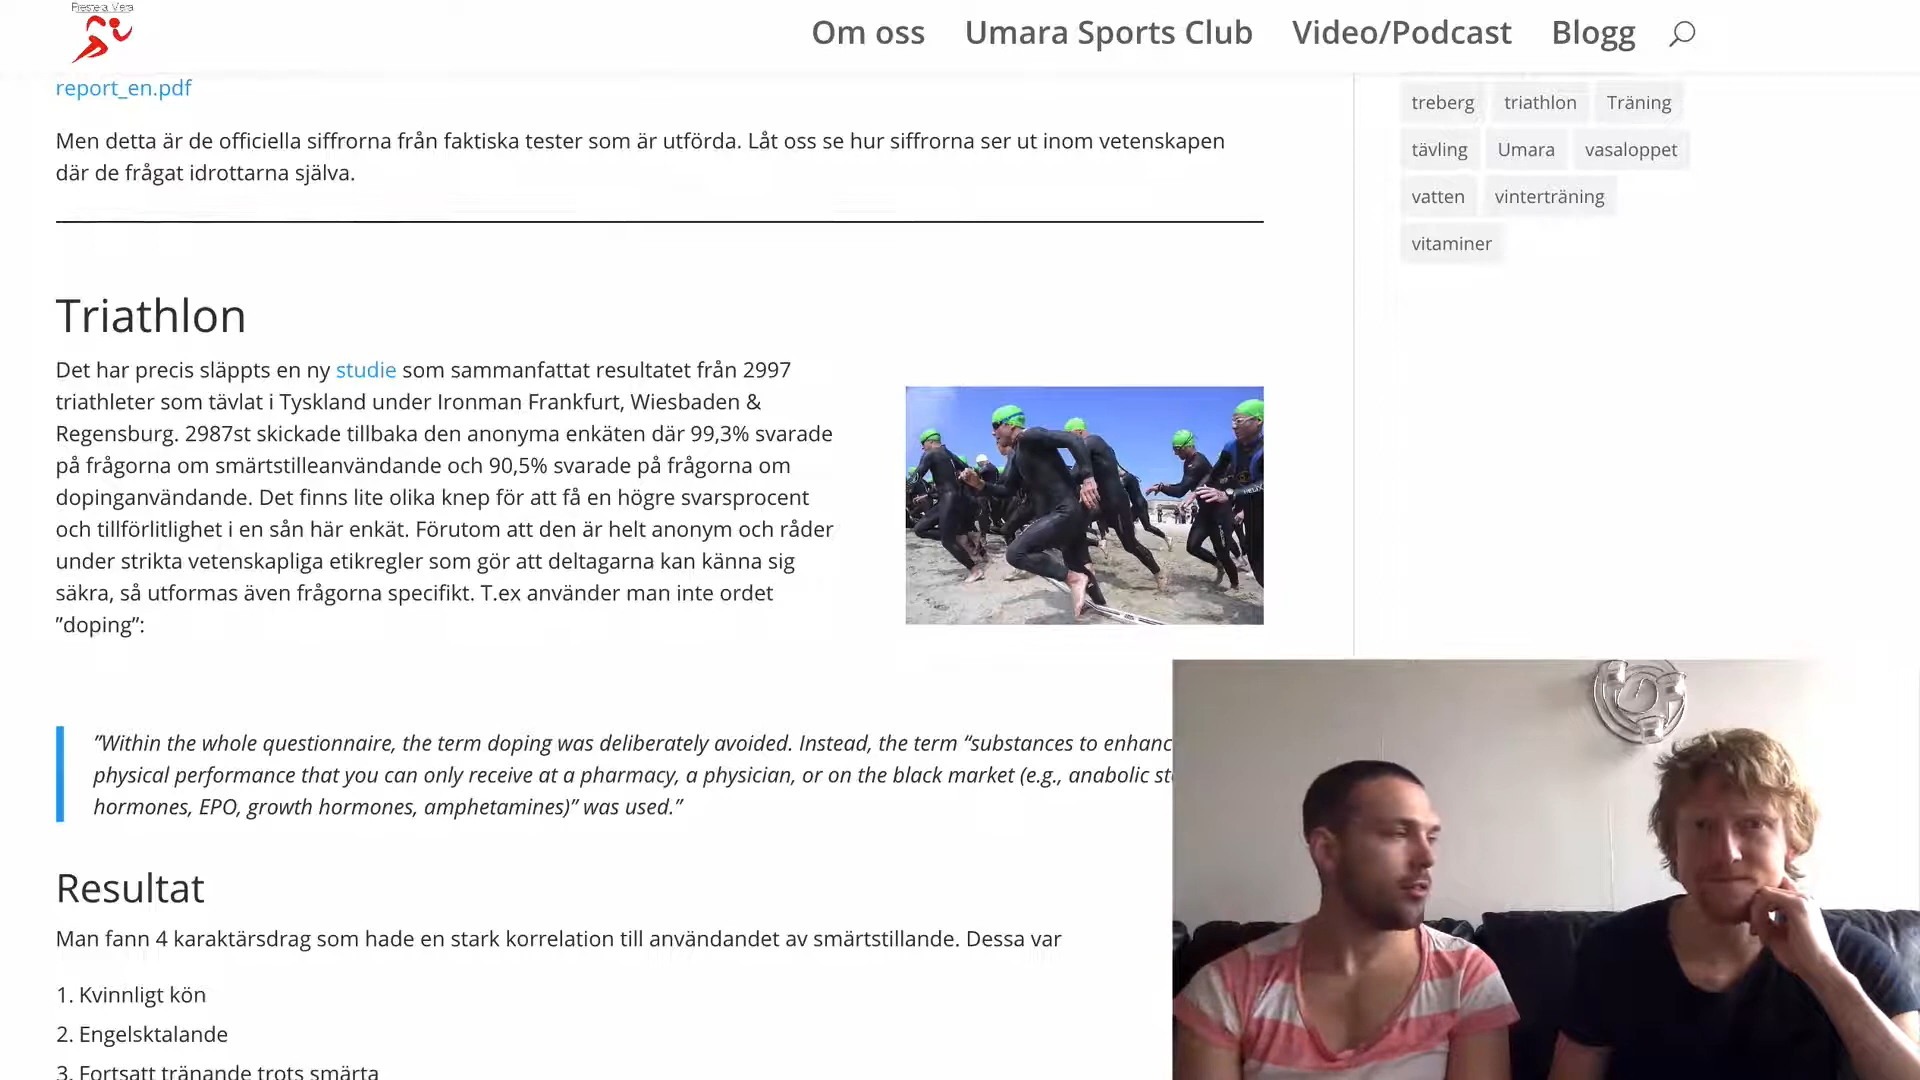 Prestera Mera
Om oss
Umara Sports Club
Video/Podcast
Blogg
report_en.pdf
Men detta är de officiella siffrorna från faktiska tester som är utförda. Låt oss se hur siffrorna ser ut inom vetenskapen
där de frågat idrottarna själva.
Triathlon
Det har precis släppts en ny studie som sammanfattat resultatet från 2997
triathleter som tävlat i Tyskland under Ironman Frankfurt, Wiesbaden &
Regensburg. 2987st skickade tillbaka den anonyma enkäten där 99,3% svarade
på frågorna om smärtstilleanvändande och 90,5% svarade på frågorna om
dopinganvändande. Det finns lite olika knep för att få en högre svarsprocent
och tillförlitlighet i en sån här enkät. Förutom att den är helt anonym och råder
under strikta vetenskapliga etikregler som gör att deltagarna kan känna sig
säkra, så utformas även frågorna specifikt. T.ex använder man inte ordet
”doping”:
”Within the whole questionnaire, the term doping was deliberately avoided. Instead, the term “substances to enhanc
physical performance that you can only receive at a pharmacy, a physician, or on the black market (e.g., anabolic st
hormones, EPO, growth hormones, amphetamines)” was used.”
Resultat
Man fann 4 karaktärsdrag som hade en stark korrelation till användandet av smärtstillande. Dessa var
1. Kvinnligt kön
2. Engelsktalande
3. Fortsatt tränande trots smärta
treberg
triathlon
Träning
tävling
Umara
vasaloppet
vatten
vinterträning
vitaminer